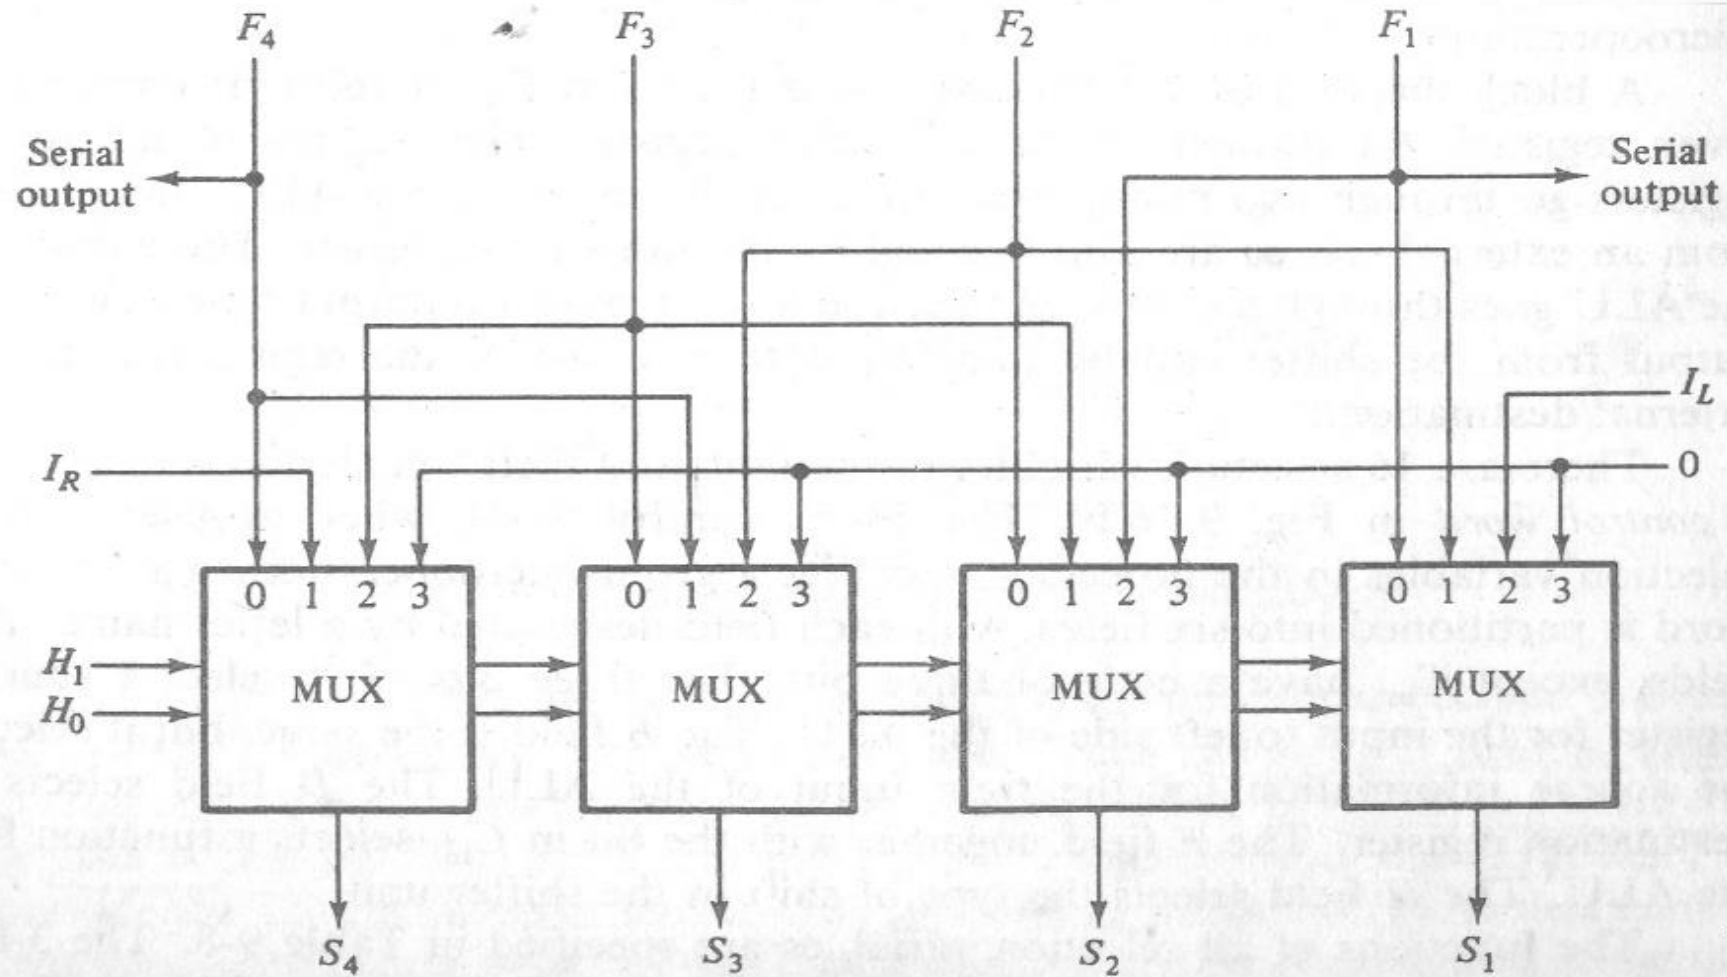 F4 F3 F2 F1
Serial output
Serial output
IL
IR
0
0 1 2 3
0 1 2 3
0 1 2 3
0 1 2 3
H1
H0
MUX MUX MUX MUX
S4 S3 S2 S1